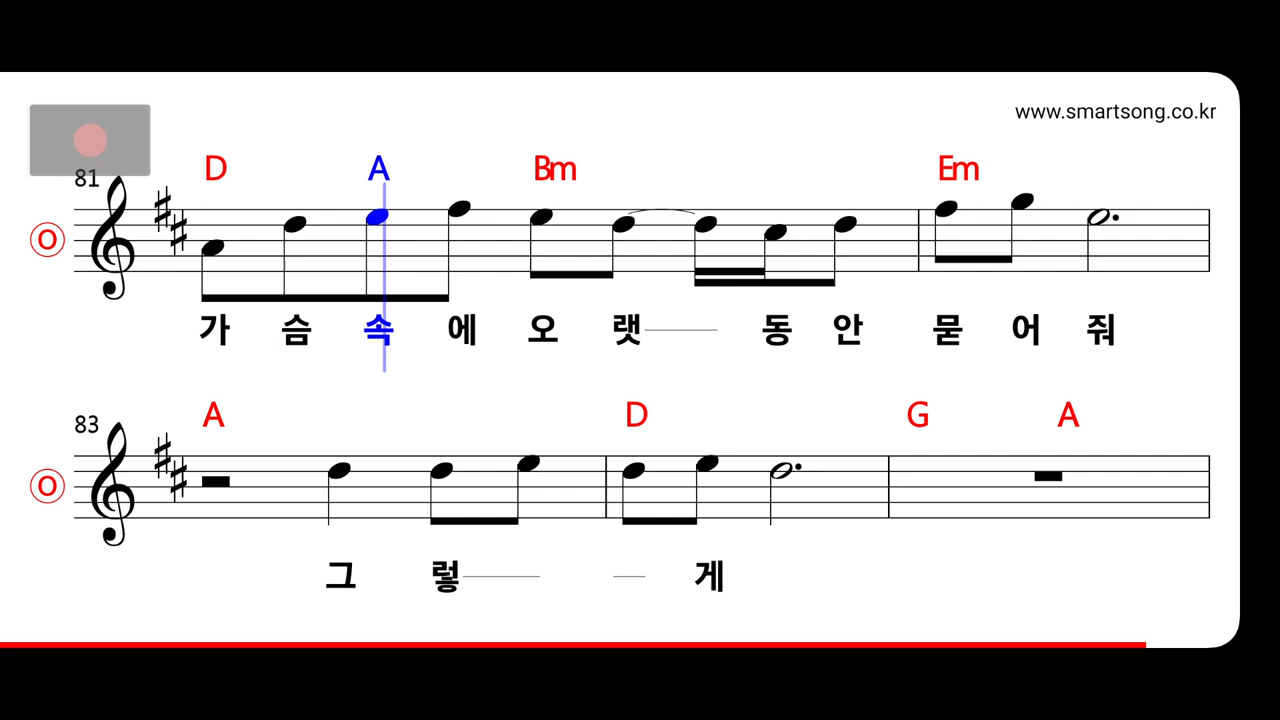 www.smartsong.co.kr
81
D A Bm Em
O
가 슴 속 에 오 랫 동 안 묻 어 줘
83
A D G A
O
그 렇 게